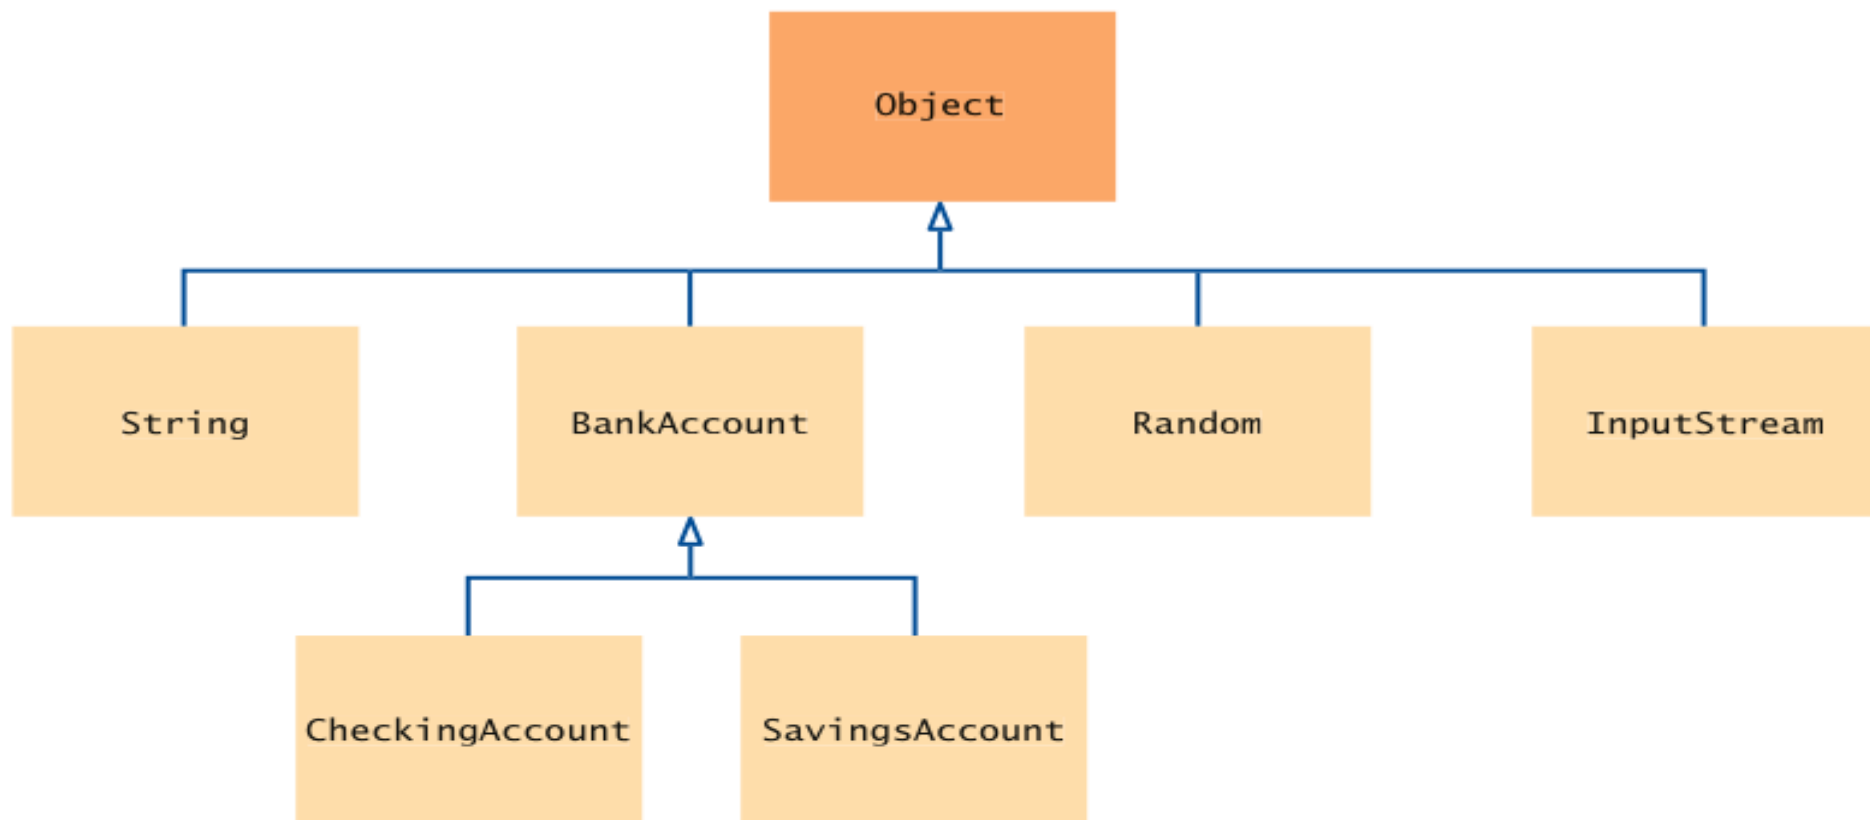 Object
String
BankAccount
Random
InputStream
CheckingAccount
SavingsAccount